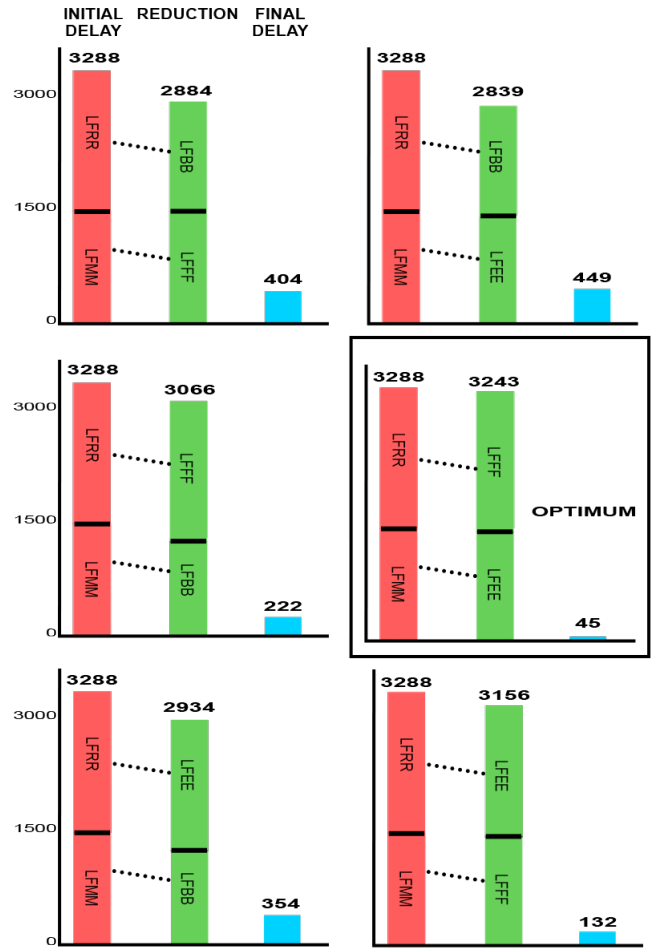 INITIAL DELAY
REDUCTION
FINAL DELAY
3288
2884
404
3000
1500
0
LFRR
LFMM
LFBB
LFFF
3288
2839
449
LFRR
LFMM
LFBB
LFEE
3288
3066
222
3000
1500
0
LFRR
LFMM
LFFF
LFBB
3288
3243
OPTIMUM
45
LFRR
LFMM
LFFF
LFEE
3288
2934
354
3000
1500
0
LFRR
LFMM
LFEE
LFBB
3288
3156
132
LFRR
LFMM
LFEE
LFFF